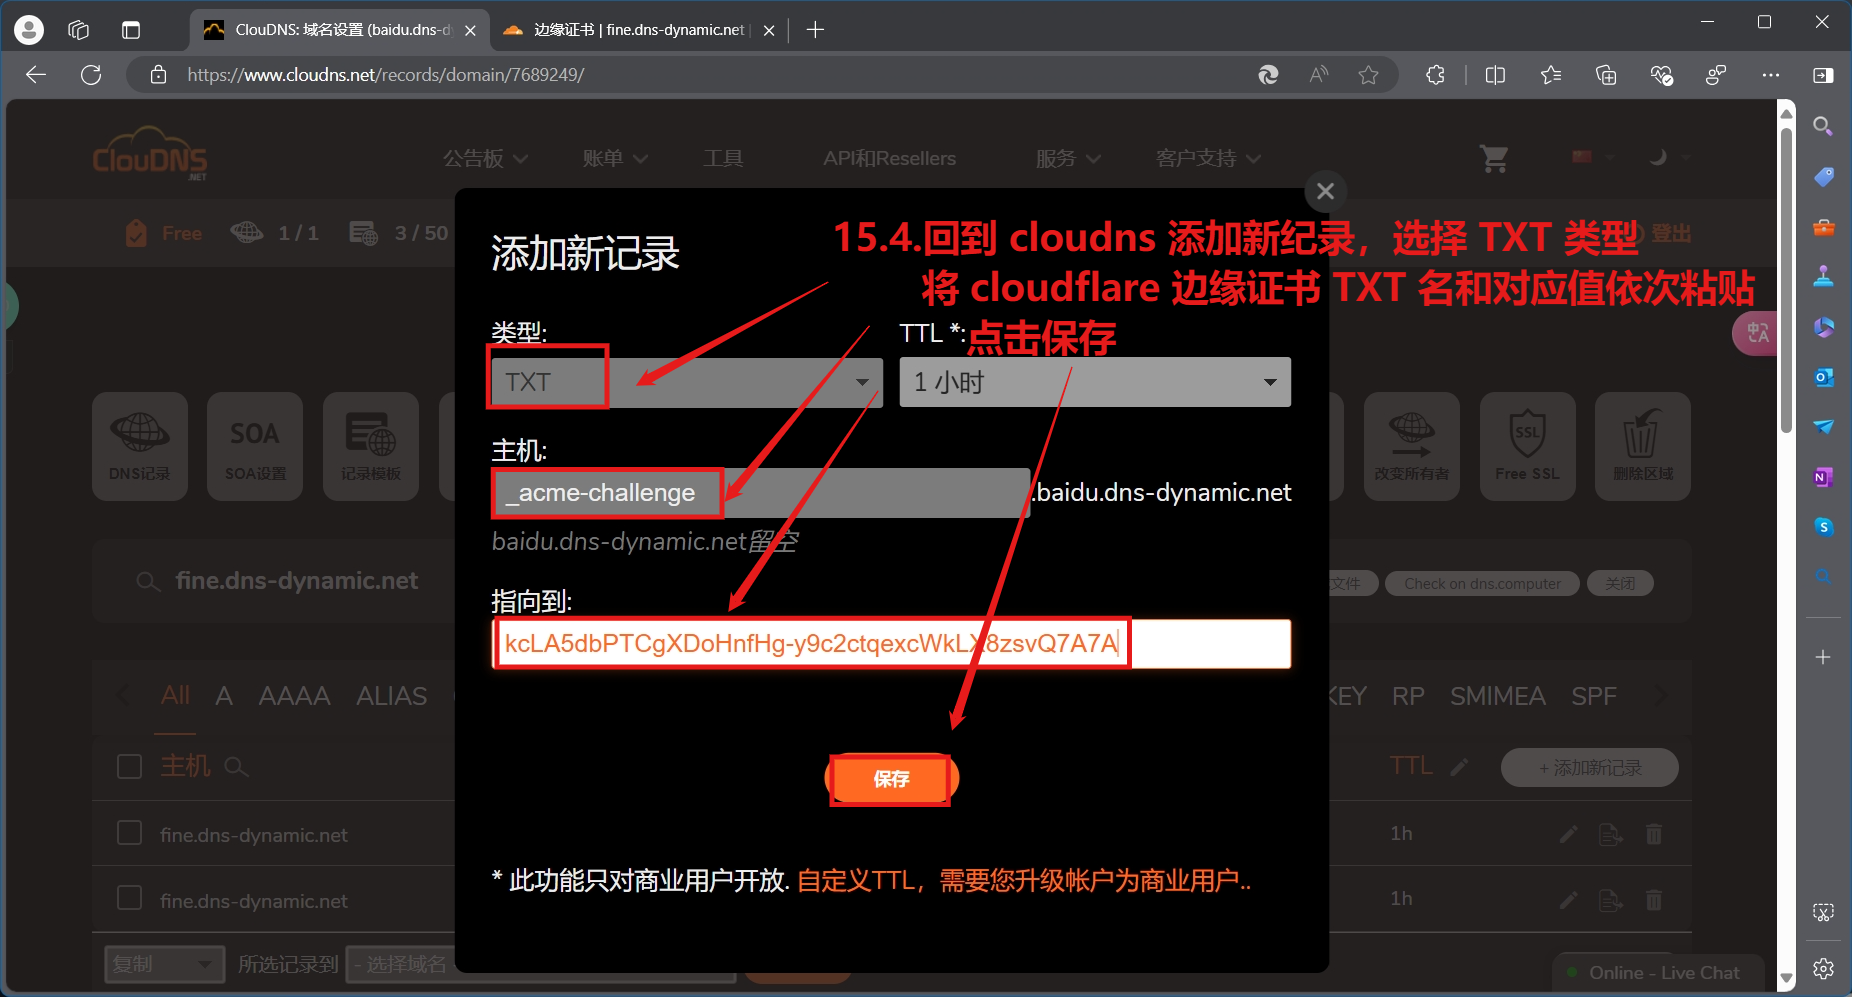 ClouDNS: 域名设置 (baidu.dns-d
边缘证书 | fine.dns-dynamic.net
https://www.cloudns.net/records/domain/7689249/
ClouDNS
.NET
公告板
账单
工具
API和Resellers
服务
客户支持
Free
1 / 1
3 / 50
登出
添加新记录
15.4.回到 cloudns 添加新纪录，选择 TXT 类型
将 cloudflare 边缘证书 TXT 名和对应值依次粘贴
点击保存
类型:
TTL *:
TXT
1 小时
主机:
_acme-challenge
.baidu.dns-dynamic.net
baidu.dns-dynamic.net留空
指向到:
kcLA5dbPTCgXDoHnfHg-y9c2ctqexcWkLX8zsvQ7A7A
保存
* 此功能只对商业用户开放. 自定义TTL，需要您升级帐户为商业用户..
DNS记录
SOA
SOA设置
记录模板
改变所有者
SSL
Free SSL
删除区域
fine.dns-dynamic.net
文件
Check on dns.computer
关闭
All A AAAA ALIAS
KEY RP SMIMEA SPF
主机
TTL
+ 添加新记录
fine.dns-dynamic.net
1h
fine.dns-dynamic.net
1h
复制
所选记录到
- 选择域名
Online - Live Chat